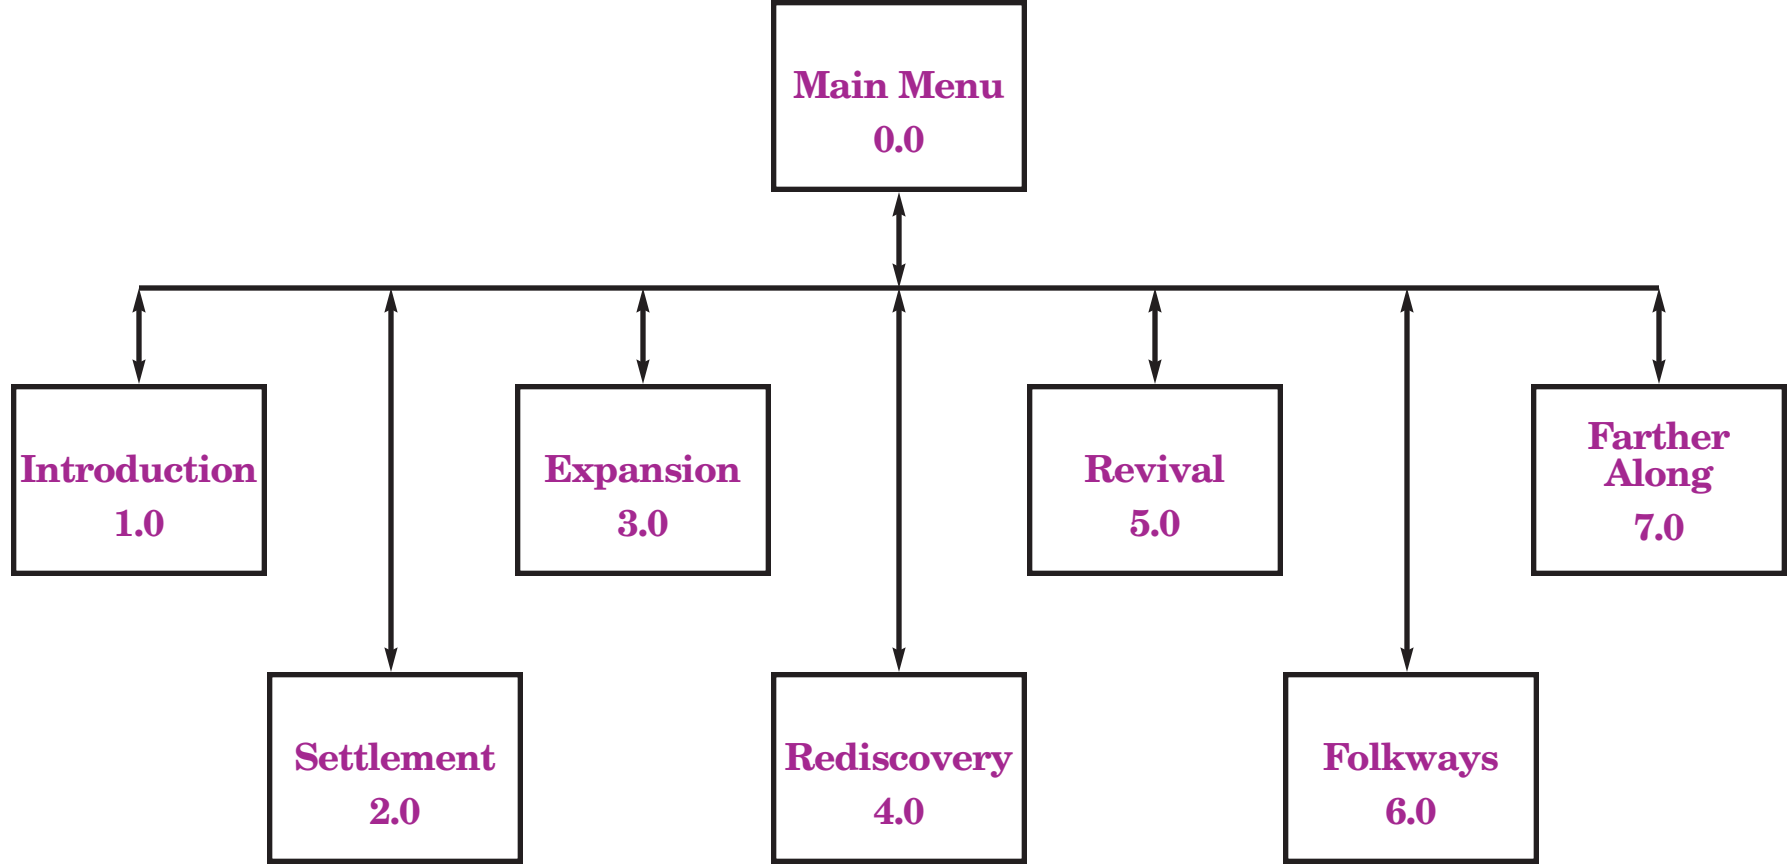 Main Menu
0.0
Introduction
1.0
Expansion
3.0
Revival
5.0
Farther
Along
7.0
Settlement
2.0
Rediscovery
4.0
Folkways
6.0